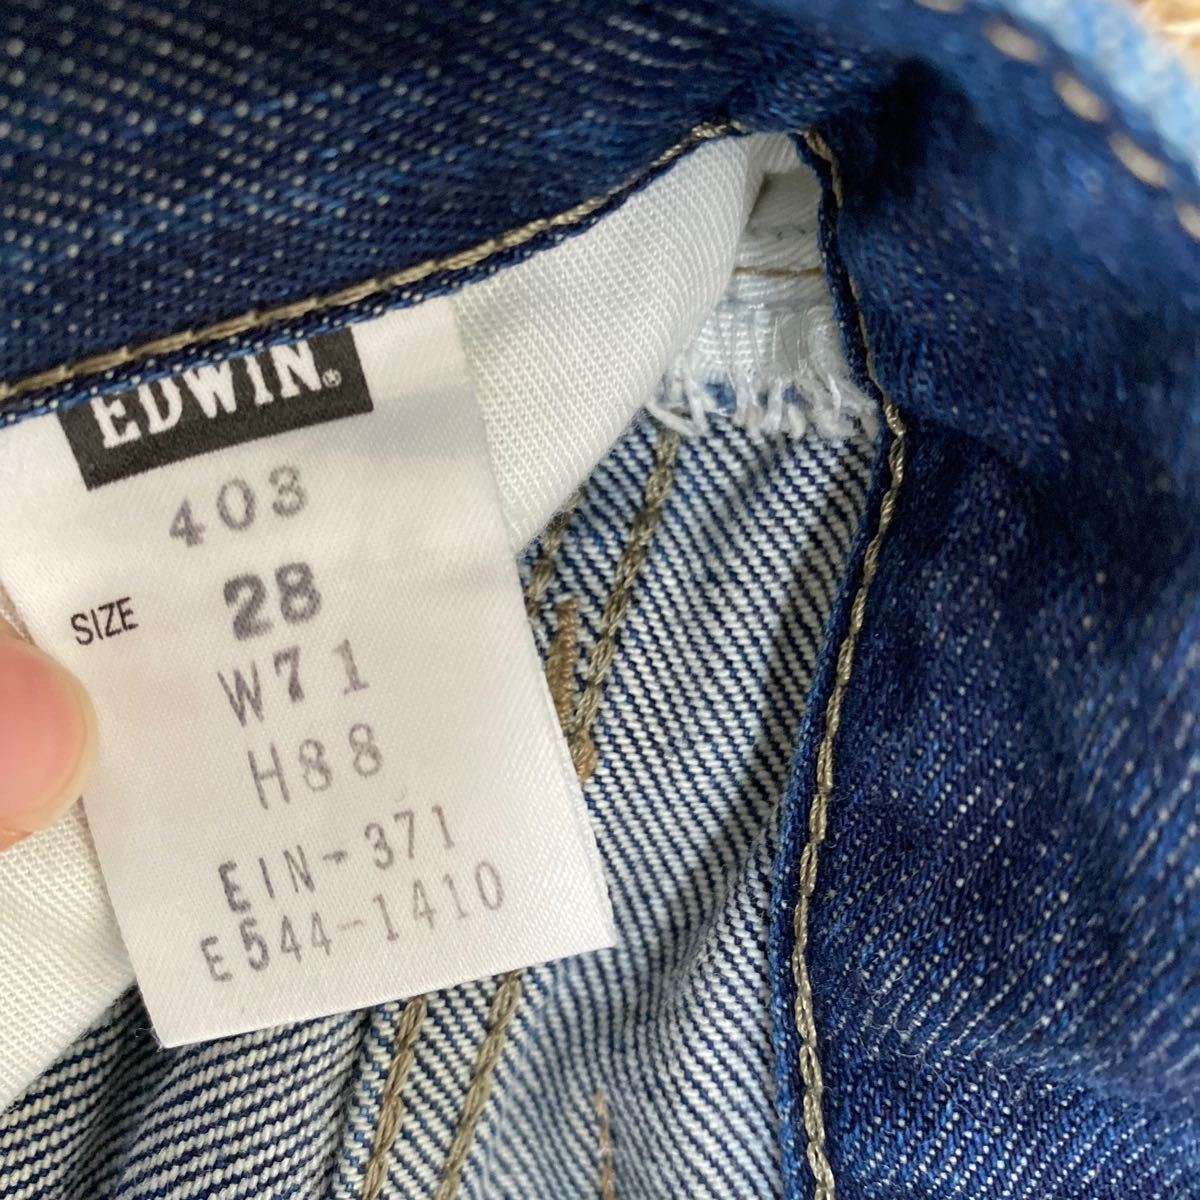 EDWIN®
403
SIZE 28
W71
H88
EIN-371
E544-1410